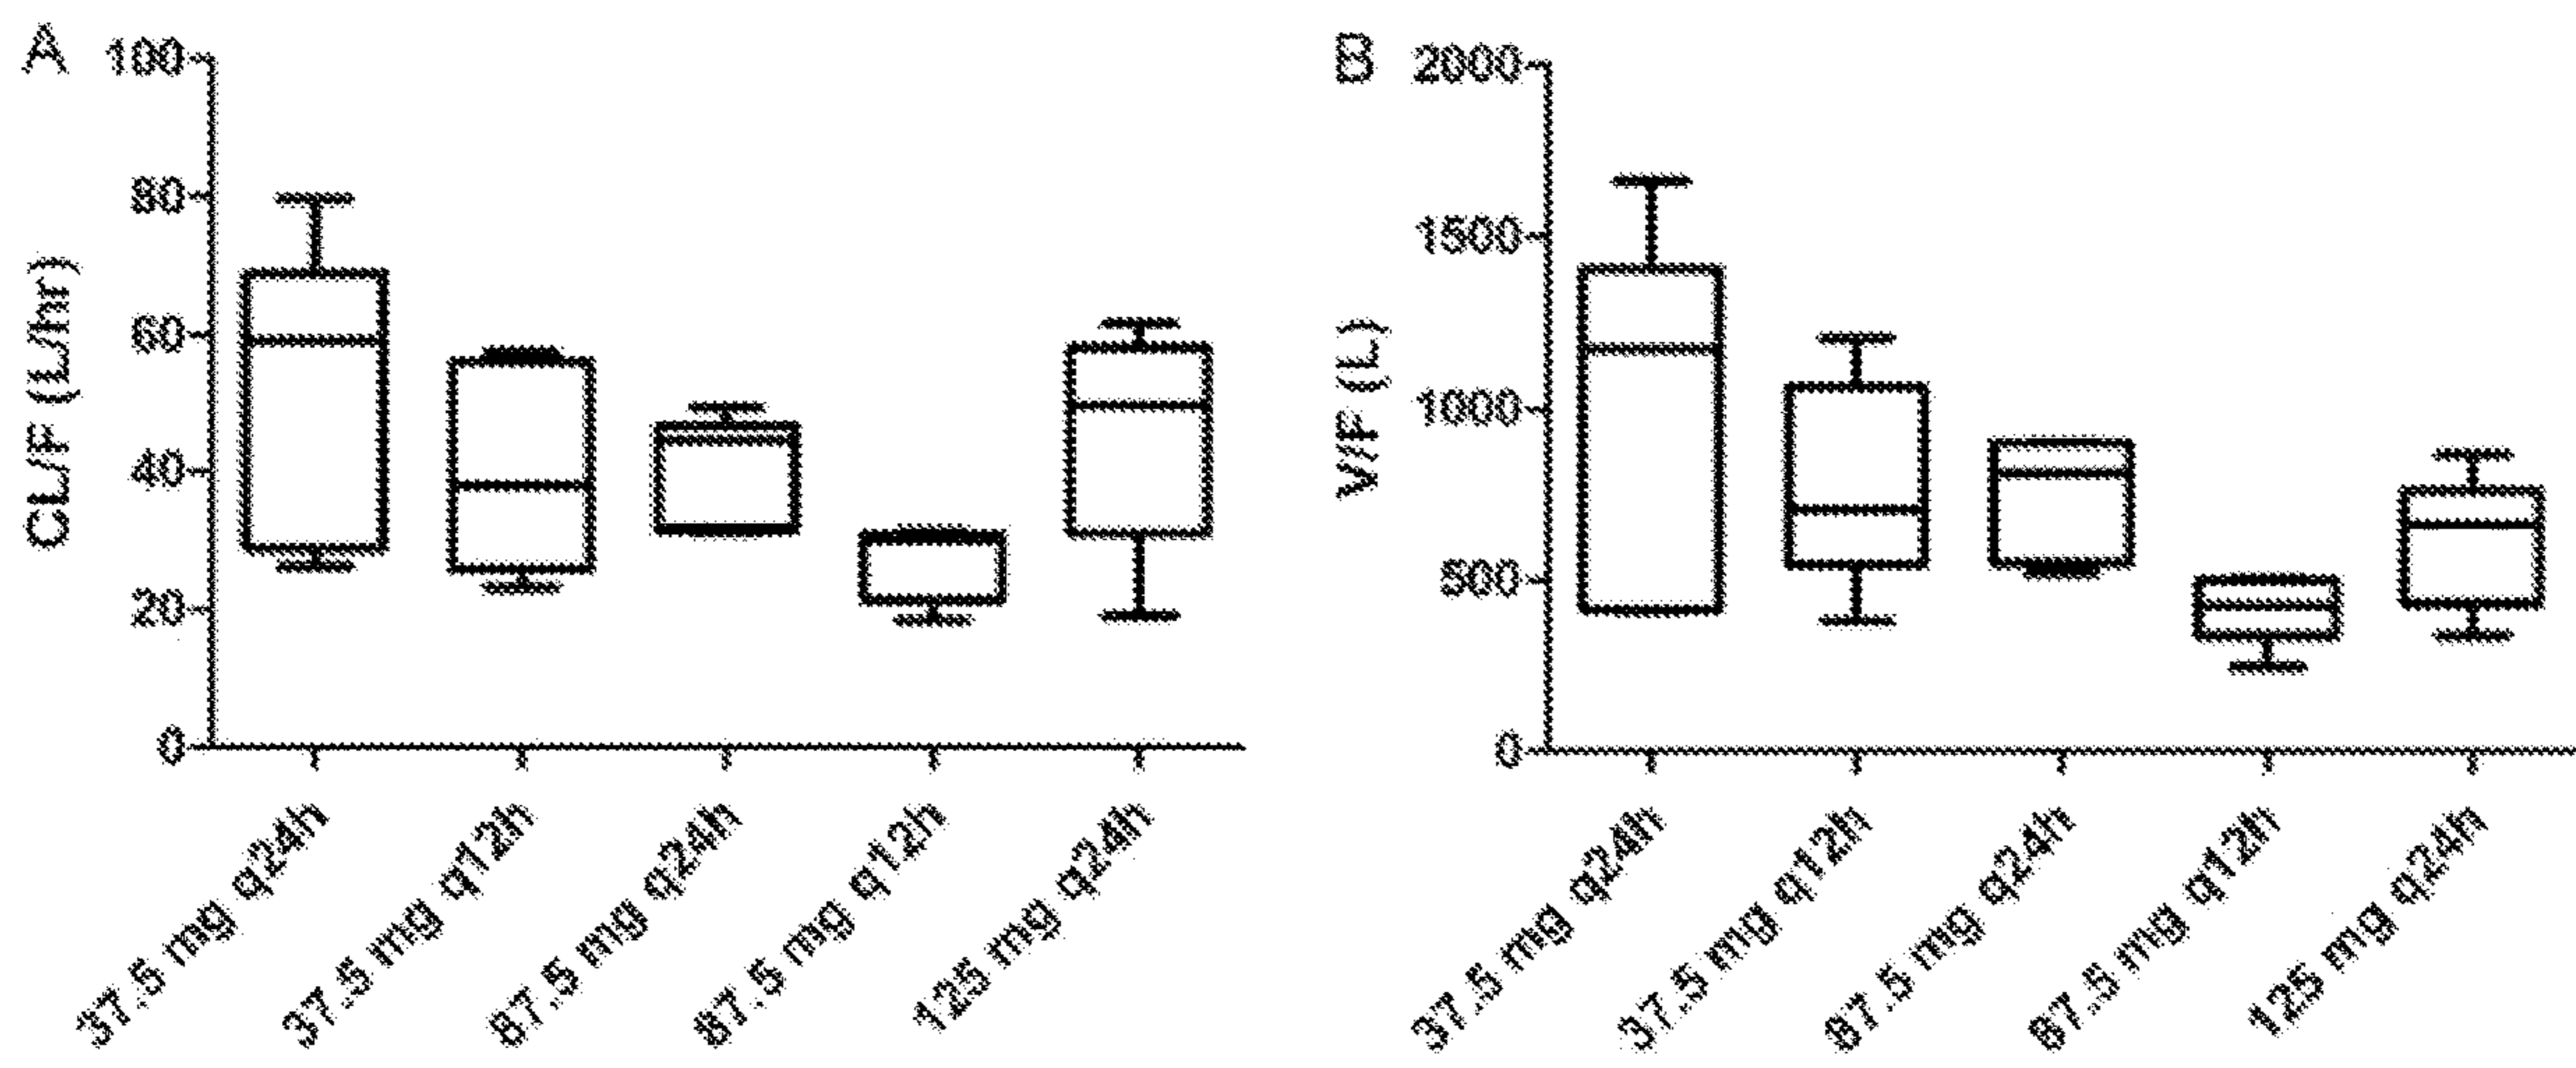 A
100
80
60
40
20
0
CL/F (L/hr)
37.5 mg q24h
37.5 mg q12h
87.5 mg q24h
87.5 mg q12h
125 mg q24h
B
2000
1500
1000
500
0
V/F (L)
37.5 mg q24h
37.5 mg q12h
87.5 mg q24h
87.5 mg q12h
125 mg q24h